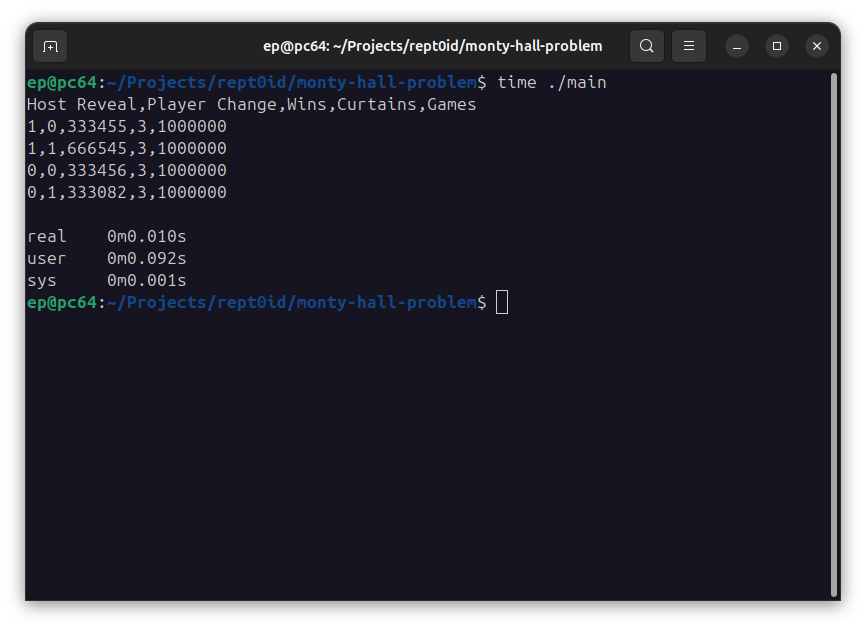 ep@pc64: ~/Projects/rept0id/monty-hall-problem
ep@pc64:~/Projects/rept0id/monty-hall-problem$ time ./main
Host Reveal,Player Change,Wins,Curtains,Games
1,0,333455,3,1000000
1,1,666545,3,1000000
0,0,333456,3,1000000
0,1,333082,3,1000000
real	0m0.010s
user	0m0.092s
sys	0m0.001s
ep@pc64:~/Projects/rept0id/monty-hall-problem$